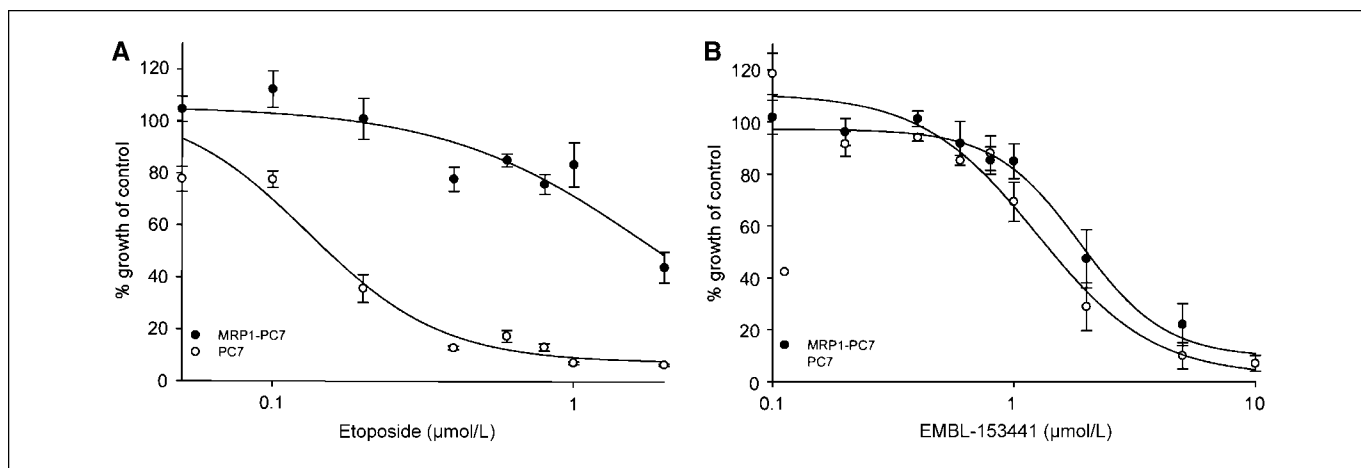 A
120
100
80
60
40
20
0
% growth of control
MRP1-PC7
PC7
0.1
1
Etoposide (μmol/L)
B
120
100
80
60
40
20
0
% growth of control
MRP1-PC7
PC7
0.1
1
10
EMBL-153441 (μmol/L)